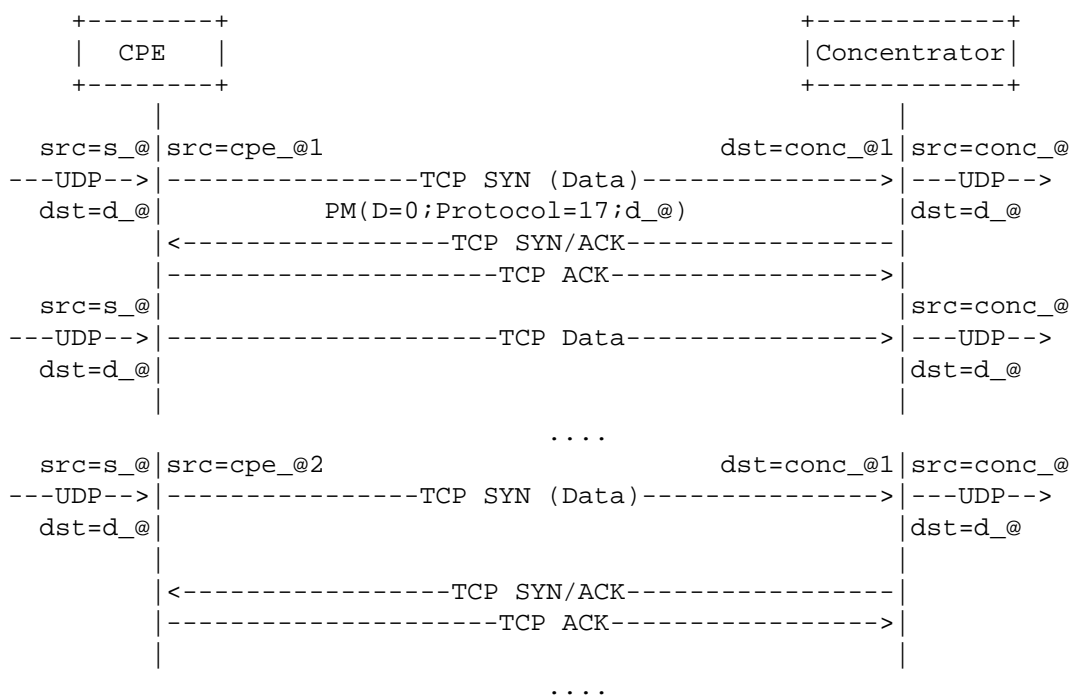 +--------+ +------------+
| CPE | |Concentrator|
+--------+ +------------+
| |
src=s_@|src=cpe_@1 dst=conc_@1|src=conc_@
---UDP-->|----------------TCP SYN (Data)--------------->|---UDP-->
dst=d_@| PM(D=0;Protocol=17;d_@) |dst=d_@
|<-----------------TCP SYN/ACK-----------------|
|---------------------TCP ACK----------------->|
src=s_@| |src=conc_@
---UDP-->|---------------------TCP Data---------------->|---UDP-->
dst=d_@| |dst=d_@
| |
....
src=s_@|src=cpe_@2 dst=conc_@1|src=conc_@
---UDP-->|----------------TCP SYN (Data)--------------->|---UDP-->
dst=d_@| |dst=d_@
| |
|<-----------------TCP SYN/ACK-----------------|
|---------------------TCP ACK----------------->|
| |
....